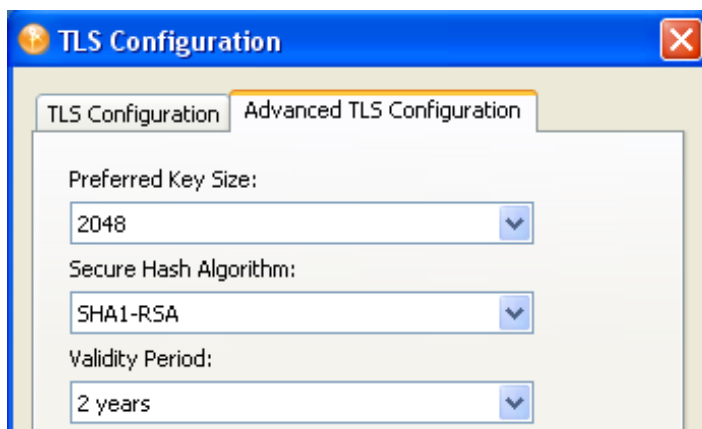 TLS Configuration
TLS Configuration Advanced TLS Configuration
Preferred Key Size:
2048
Secure Hash Algorithm:
SHA1-RSA
Validity Period:
2 years